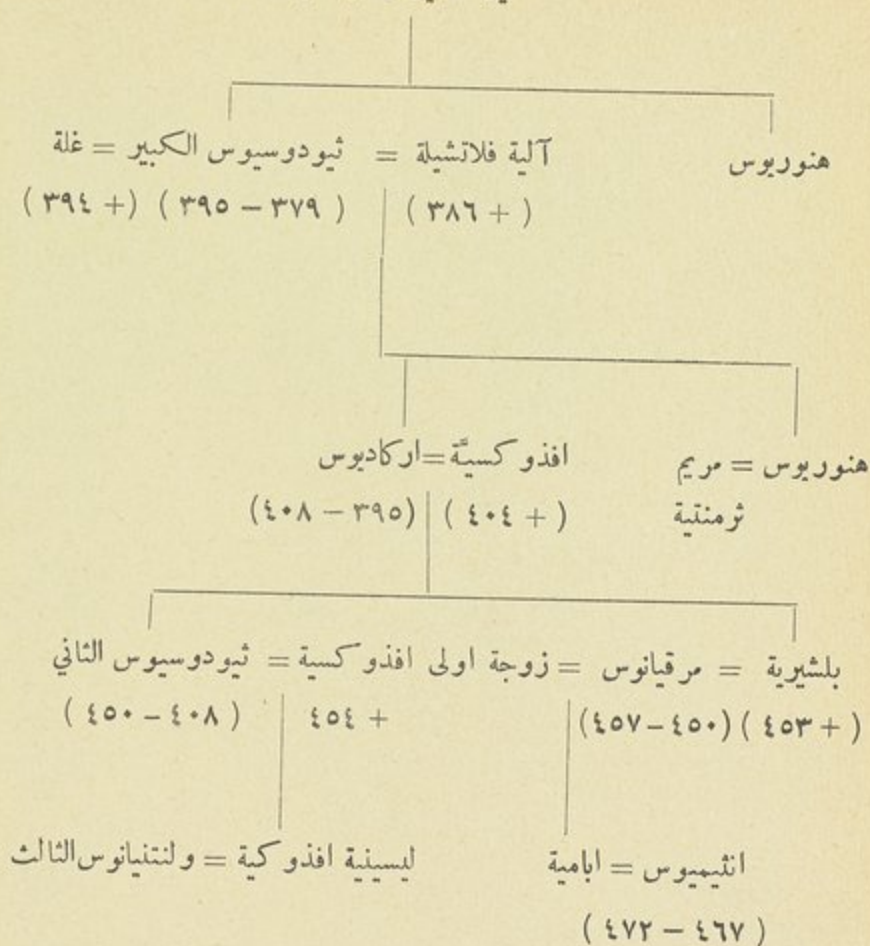 هنوريوس آلية فلاتشيلة = ثيودوسيوس الكبير = غلة
( + ٣٨٦ ) ( ٣٧٩ – ٣٩٥ ) ( + ٣٩٤ )
هنوريوس = مريم افذوكسيّة = اركاديوس
ثرمنتية ( + ٤٠٤ ) (٣٩٥ – ٤٠٨)
بلشيرية = مرقيانوس = زوجة اولى افذوكسية = ثيودوسيوس الثاني
( + ٤٥٣ ) (٤٥٠–٤٥٧) + ٤٥٤ ( ٤٠٨–٤٥٠ )
انثيميوس = ابامية ليسينية افذوكية = ولنتنيانوس الثالث
( ٤٦٧ – ٤٧٢ )